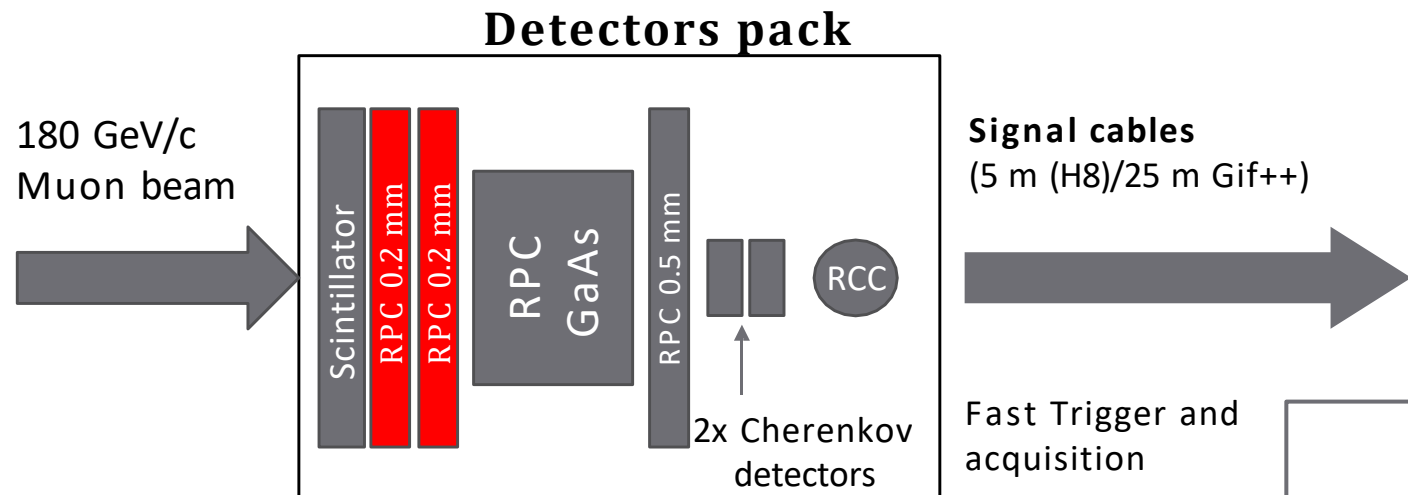 Detectors pack
180 GeV/c
Muon beam
Scintillator
RPC 0.2 mm
RPC 0.2 mm
RPC
GaAs
RPC 0.5 mm
RCC
2x Cherenkov
detectors
Signal cables
(5 m (H8)/25 m Gif++)
Fast Trigger and
acquisition